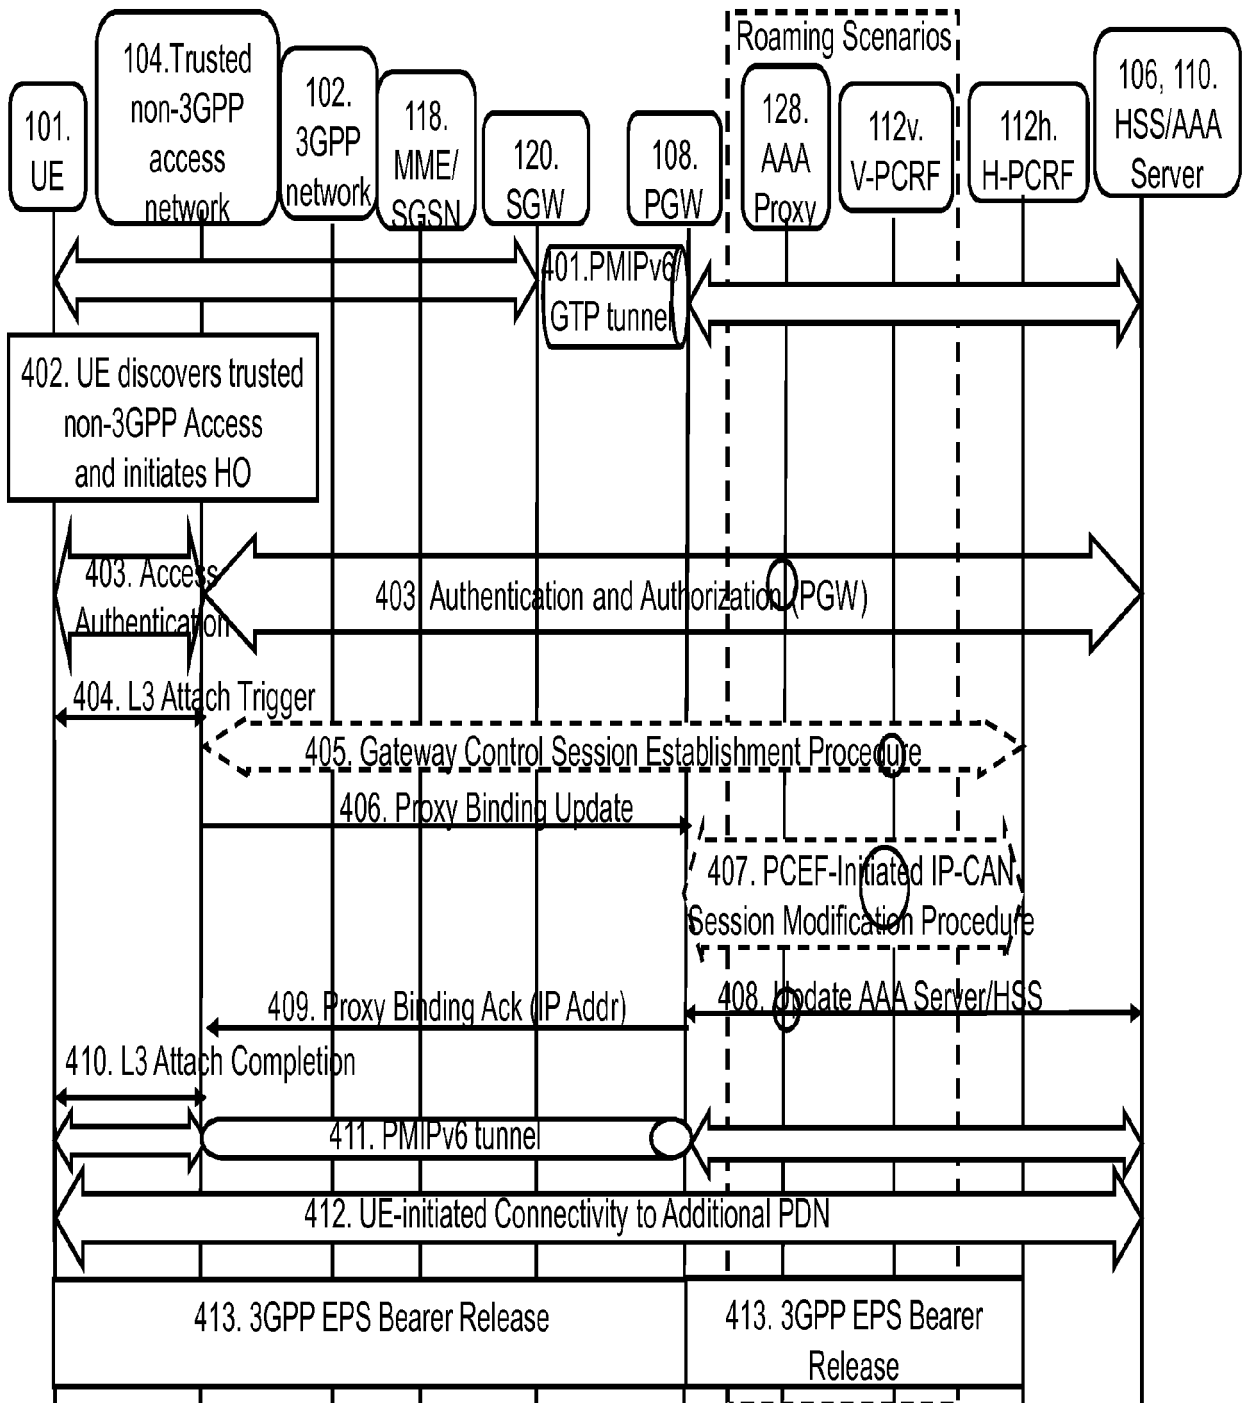 Roaming Scenarios
101.
UE
104.Trusted
non-3GPP
access
network
102.
3GPP
network
118.
MME/
SGSN
120.
SGW
108.
PGW
128.
AAA
Proxy
112v.
V-PCRF
112h.
H-PCRF
106, 110.
HSS/AAA
Server
401.PMIPv6/
GTP tunnel
402. UE discovers trusted
non-3GPP Access
and initiates HO
403. Access
Authentication
403. Authentication and Authorization (PGW)
404. L3 Attach Trigger
405. Gateway Control Session Establishment Procedure
406. Proxy Binding Update
407. PCEF-Initiated IP-CAN
Session Modification Procedure
408. Update AAA Server/HSS
409. Proxy Binding Ack (IP Addr)
410. L3 Attach Completion
411. PMIPv6 tunnel
412. UE-initiated Connectivity to Additional PDN
413. 3GPP EPS Bearer Release
413. 3GPP EPS Bearer
Release